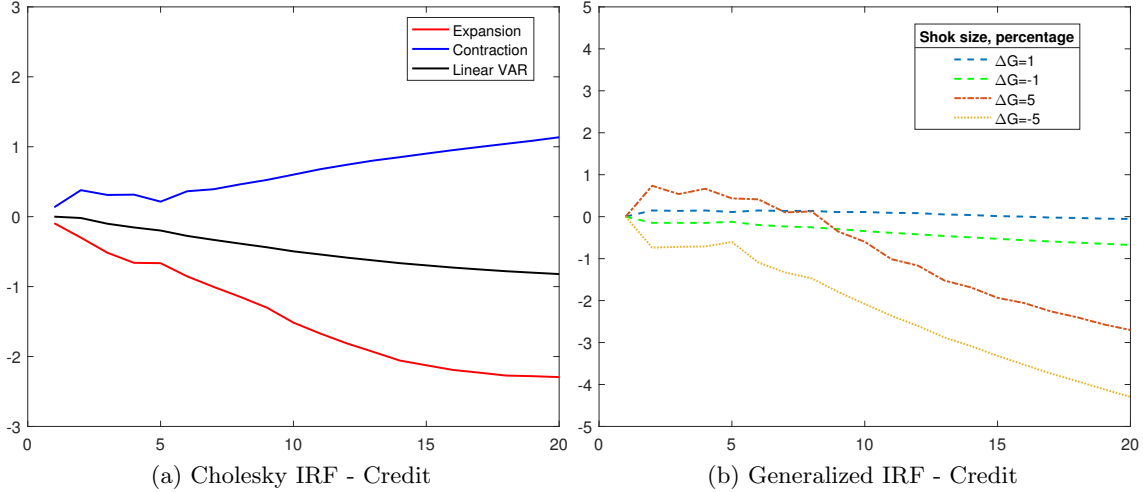 3
2
1
0
-1
-2
-3
0 5 10 15 20
Expansion
Contraction
Linear VAR
(a) Cholesky IRF - Credit
5
4
3
2
1
0
-1
-2
-3
-4
-5
0 5 10 15 20
Shok size, percentage
ΔG=1
ΔG=-1
ΔG=5
ΔG=-5
(b) Generalized IRF - Credit